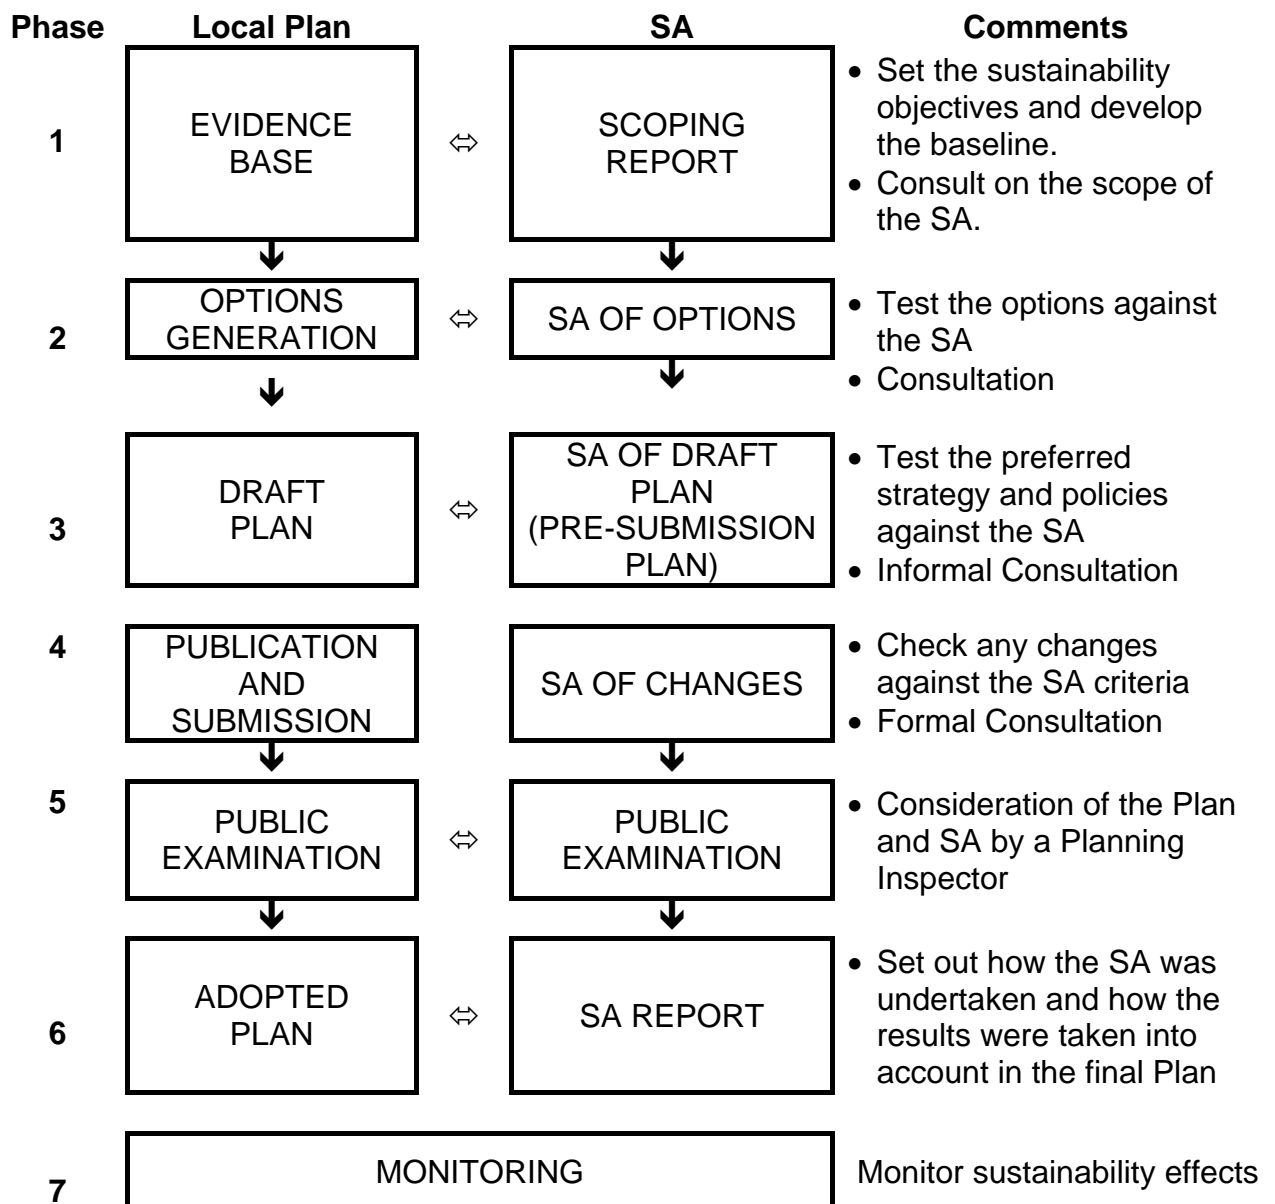 Phase Local Plan SA Comments
1
EVIDENCE
BASE
⇔
SCOPING
REPORT
• Set the sustainability
objectives and develop
the baseline.
• Consult on the scope of
the SA.
2
OPTIONS
GENERATION
⇔
SA OF OPTIONS
• Test the options against
the SA
• Consultation
3
DRAFT
PLAN
⇔
SA OF DRAFT
PLAN
(PRE-SUBMISSION
PLAN)
• Test the preferred
strategy and policies
against the SA
• Informal Consultation
4
PUBLICATION
AND
SUBMISSION
SA OF CHANGES
• Check any changes
against the SA criteria
• Formal Consultation
5
PUBLIC
EXAMINATION
⇔
PUBLIC
EXAMINATION
• Consideration of the Plan
and SA by a Planning
Inspector
6
ADOPTED
PLAN
⇔
SA REPORT
• Set out how the SA was
undertaken and how the
results were taken into
account in the final Plan
7
MONITORING
Monitor sustainability effects